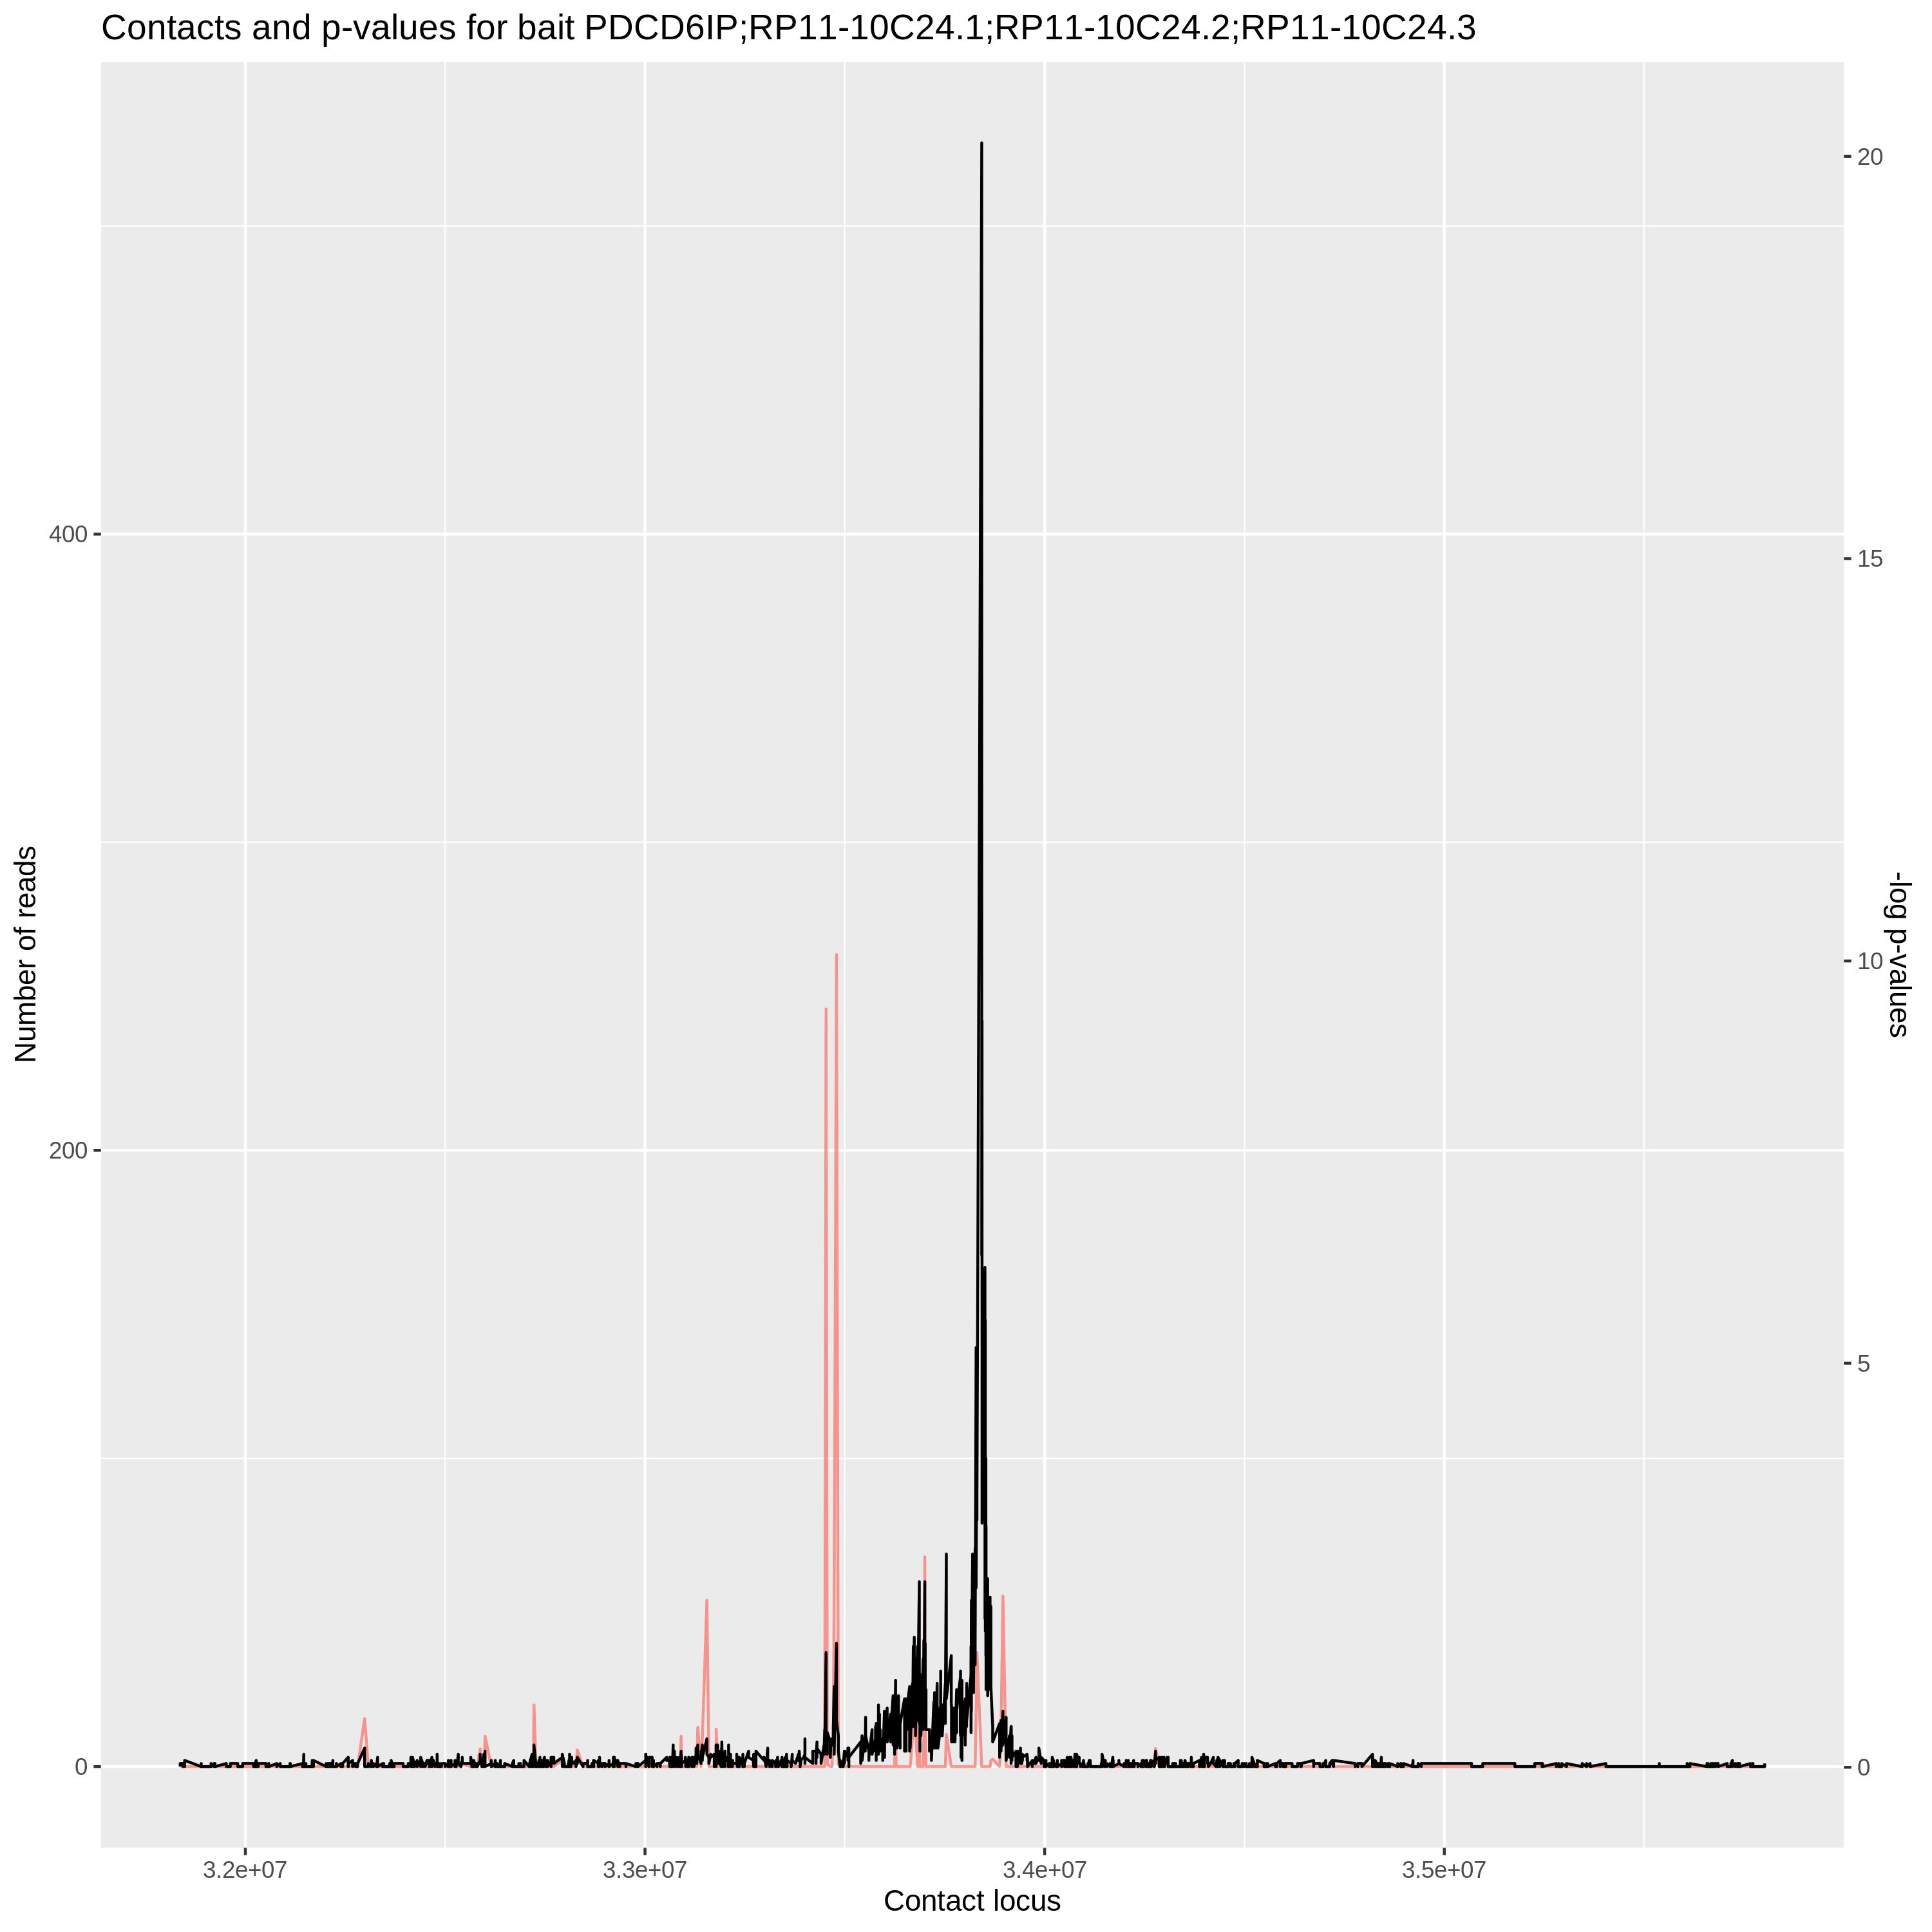 Contacts and p-values for bait PDCD6IP;RP11-10C24.1;RP11-10C24.2;RP11-10C24.3
Number of reads
400
200
0
20
15
10
5
0
-log p-values
3.2e+07
3.3e+07
3.4e+07
3.5e+07
Contact locus